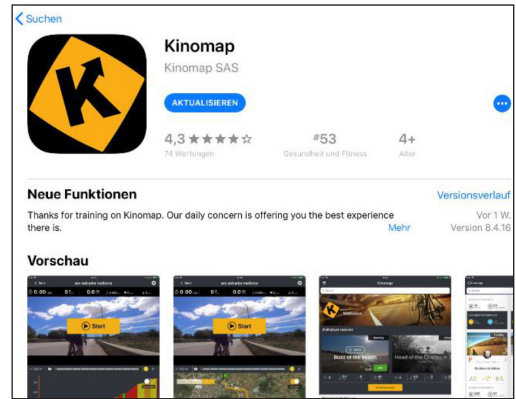 Suchen
Kinomap
Kinomap SAS
AKTUALISIEREN
4,3 ★★★★☆ #53 4+
74 Wertungen Gesundheit und Fitness Alter
Neue Funktionen Versionsverlauf
Thanks for training on Kinomap. Our daily concern is offering you the best experience Vor 1 W.
there is. Mehr Version 8.4.16
Vorschau
Start
Start
Kinomap